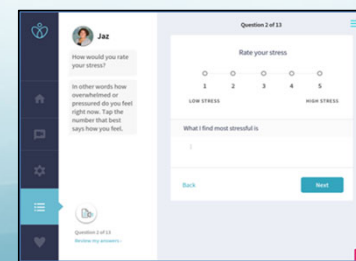 Jaz
How would you rate
your stress?
In other words how
overwhelmed or
pressured do you feel
right now. Tap the
number that best
says how you feel.
Question 2 of 13
Review my answers ›
Question 2 of 13
Rate your stress
1 2 3 4 5
LOW STRESS HIGH STRESS
What I find most stressful is
Back Next